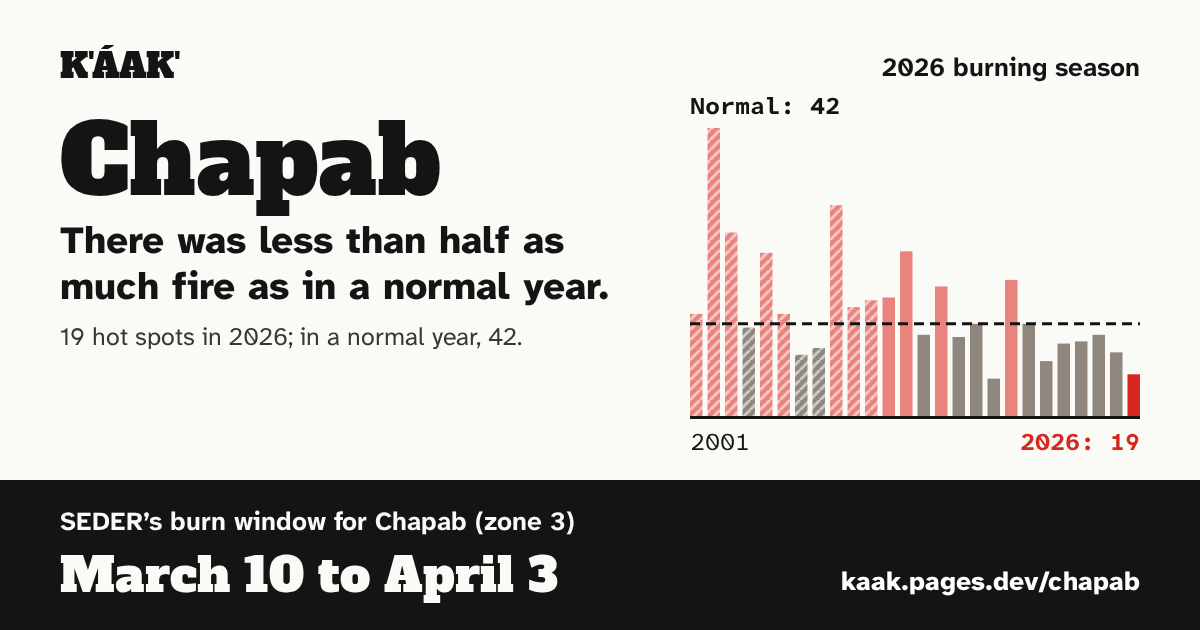 K'ÁAK'
2026 burning season
Chapab
There was less than half as
much fire as in a normal year.
19 hot spots in 2026; in a normal year, 42.
Normal: 42
2001
2026: 19
SEDER’s burn window for Chapab (zone 3)
March 10 to April 3
kaak.pages.dev/chapab